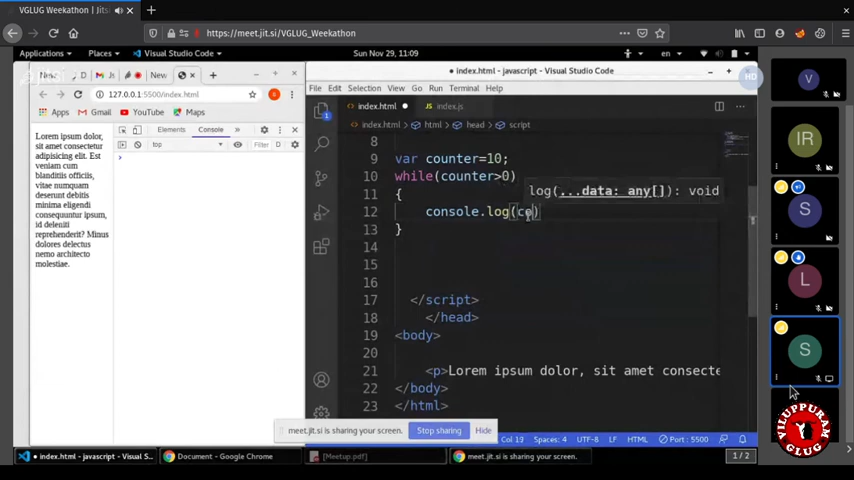 VGLUG Weekathon | Jitsi
https://meet.jit.si/VGLUG_Weekathon
Applications Places Visual Studio Code Sun Nov 29, 11:09 en
New
New
127.0.0.1:5500/index.html
Apps Gmail YouTube Maps
Elements Console
top Filter
Lorem ipsum dolor,
sit amet consectetur
adipisicing elit. Est
veniam cum
blanditiis officiis,
vitae numquam
deserunt debitis
minima eligendi
consequuntur ipsum,
id deleniti
reprehenderit? Minus
dolores delectus
nemo architecto
molestiae.
● index.html - javascript - Visual Studio Code
File Edit Selection View Go Run Terminal Help
index.html ● index.js
index.html > html > head > script
8
9 var counter=10;
10 while(counter>0)
log(...data: any[]): void
11 {
12 console.log(co)
13 }
14
15
16
17 </script>
18 </head>
19 <body>
20
21 <p>Lorem ipsum dolor, sit amet consecte
22 </body>
23 </html>
meet.jit.si is sharing your screen. Stop sharing Hide
Spaces: 4 UTF-8 LF HTML Port : 5500
● index.html - javascript - Visual S...
Document - Google Chrome
[Meetup.pdf]
meet.jit.si is sharing your screen.
1 / 2
HD
V
IR
S
L
S
VILUPPURAM
GLUG